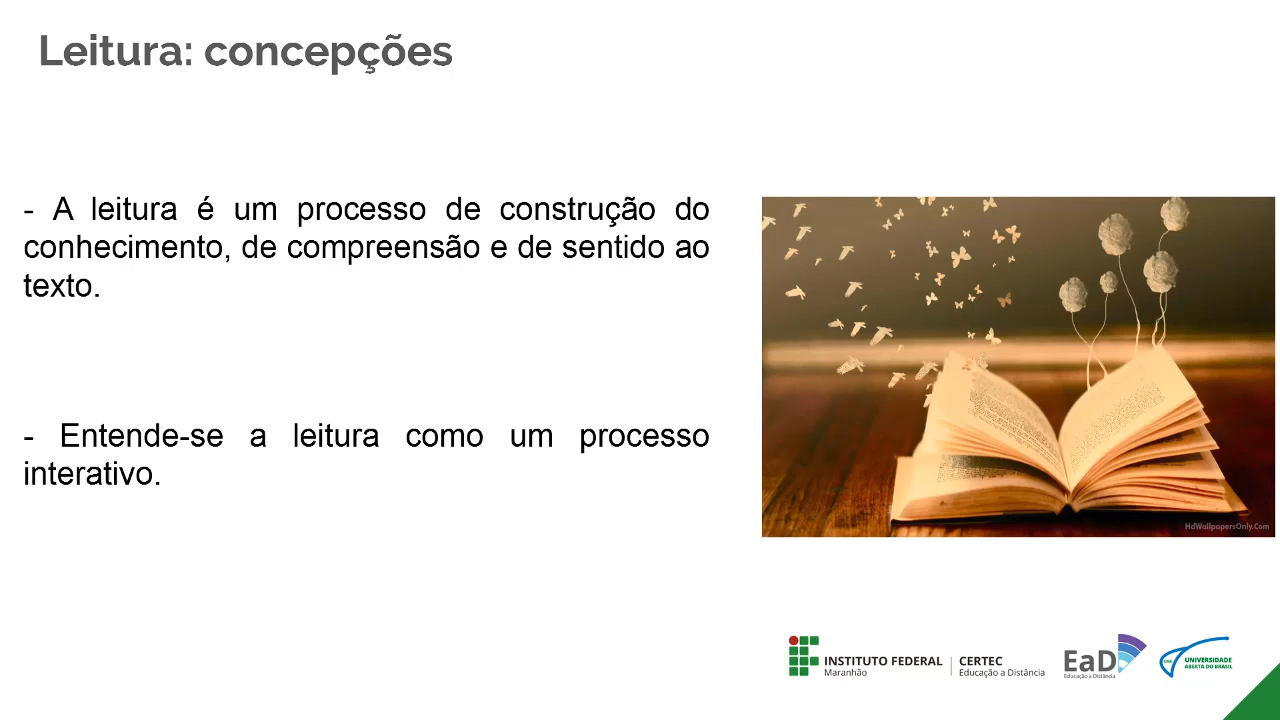 Leitura: concepções
- A leitura é um processo de construção do
conhecimento, de compreensão e de sentido ao
texto.
- Entende-se a leitura como um processo
interativo.
HdWallpapersOnly.Com
INSTITUTO FEDERAL
Maranhão
CERTEC
Educação a Distância
EaD
Educação a Distância
UAB
UNIVERSIDADE
ABERTA DO BRASIL